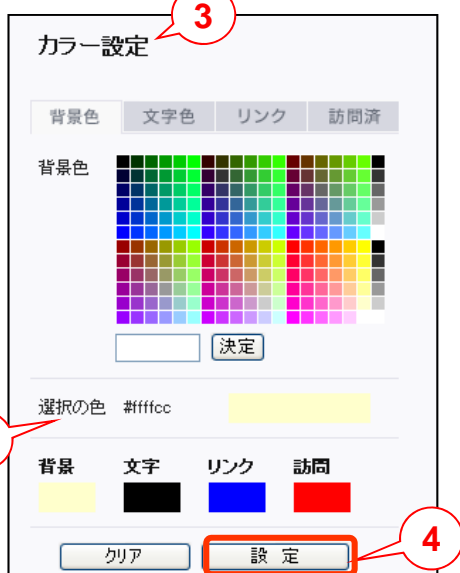 3
カラー設定
背景色 文字色 リンク 訪問済
背景色
決定
選択の色 #ffffcc
背景 文字 リンク 訪問
クリア 設 定
4